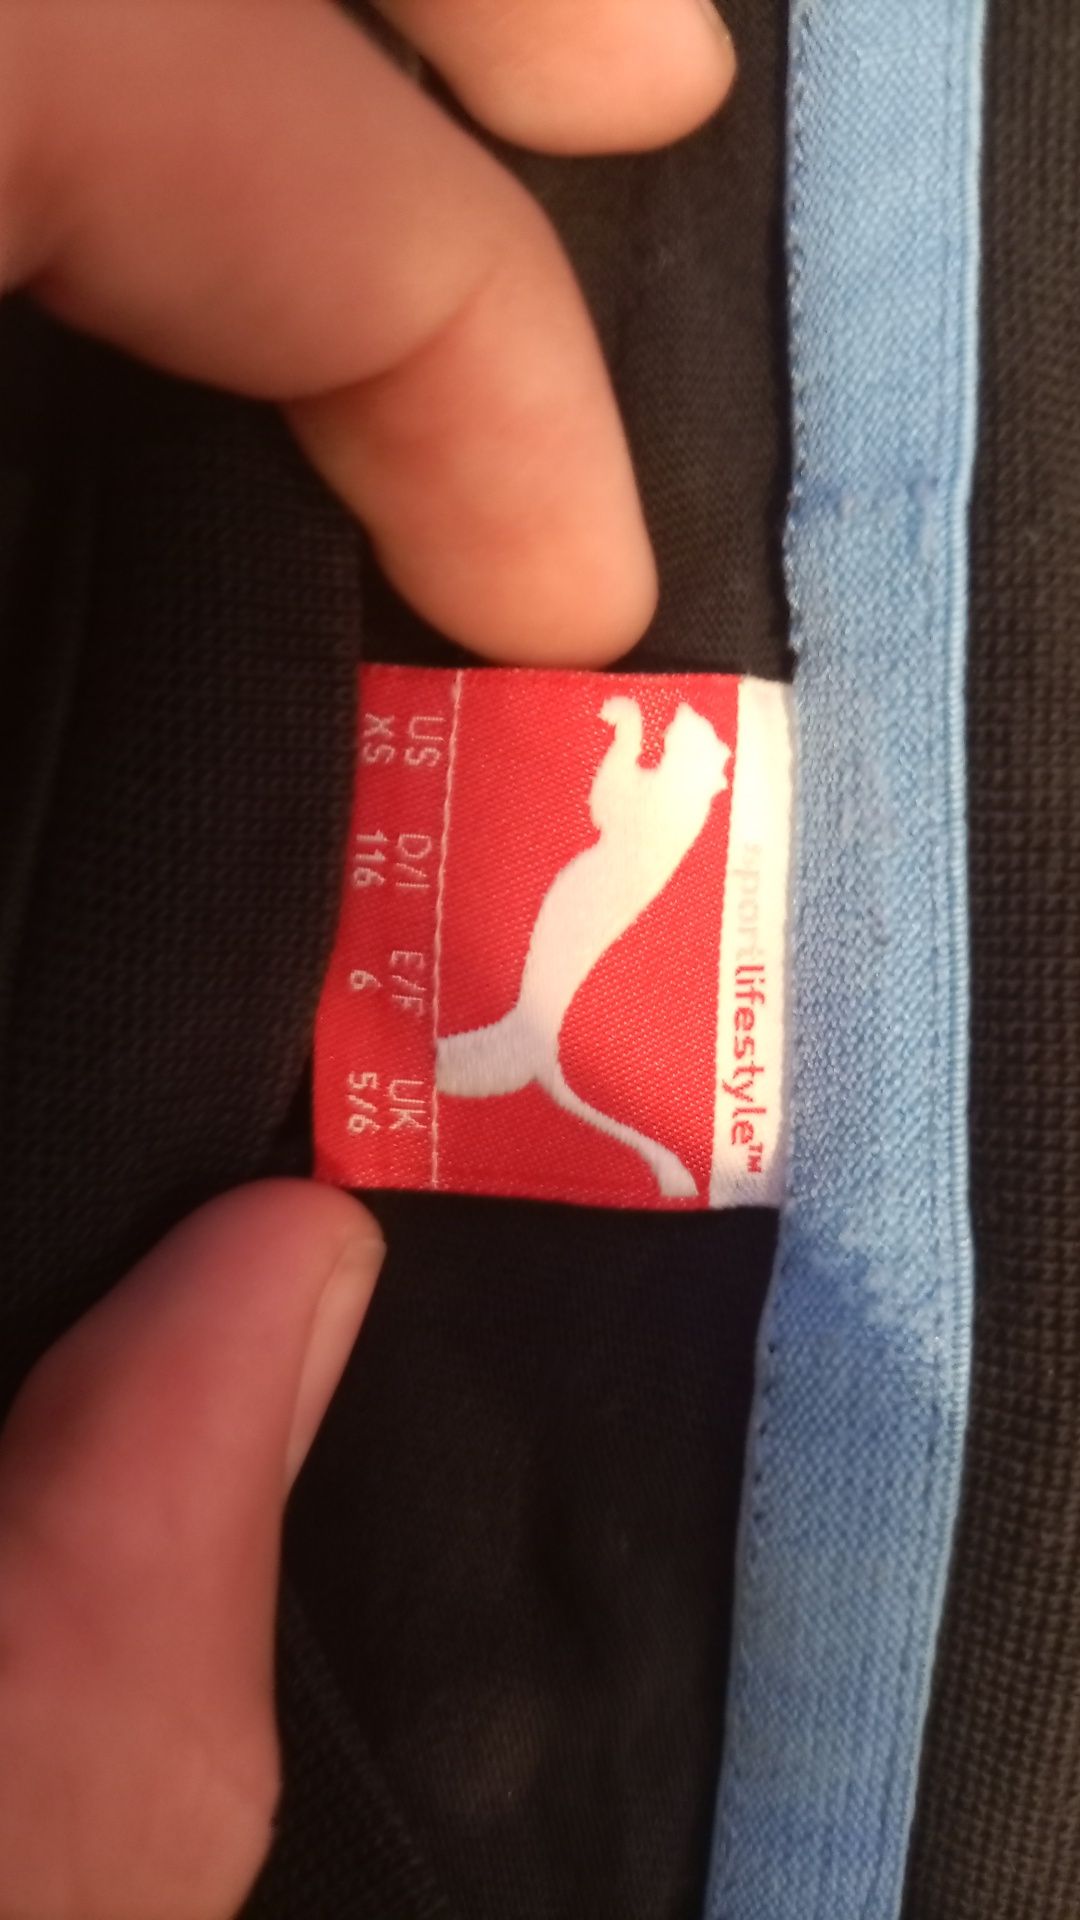 sportlifestyle™
US D/I E/F UK
XS 116 6 5/6